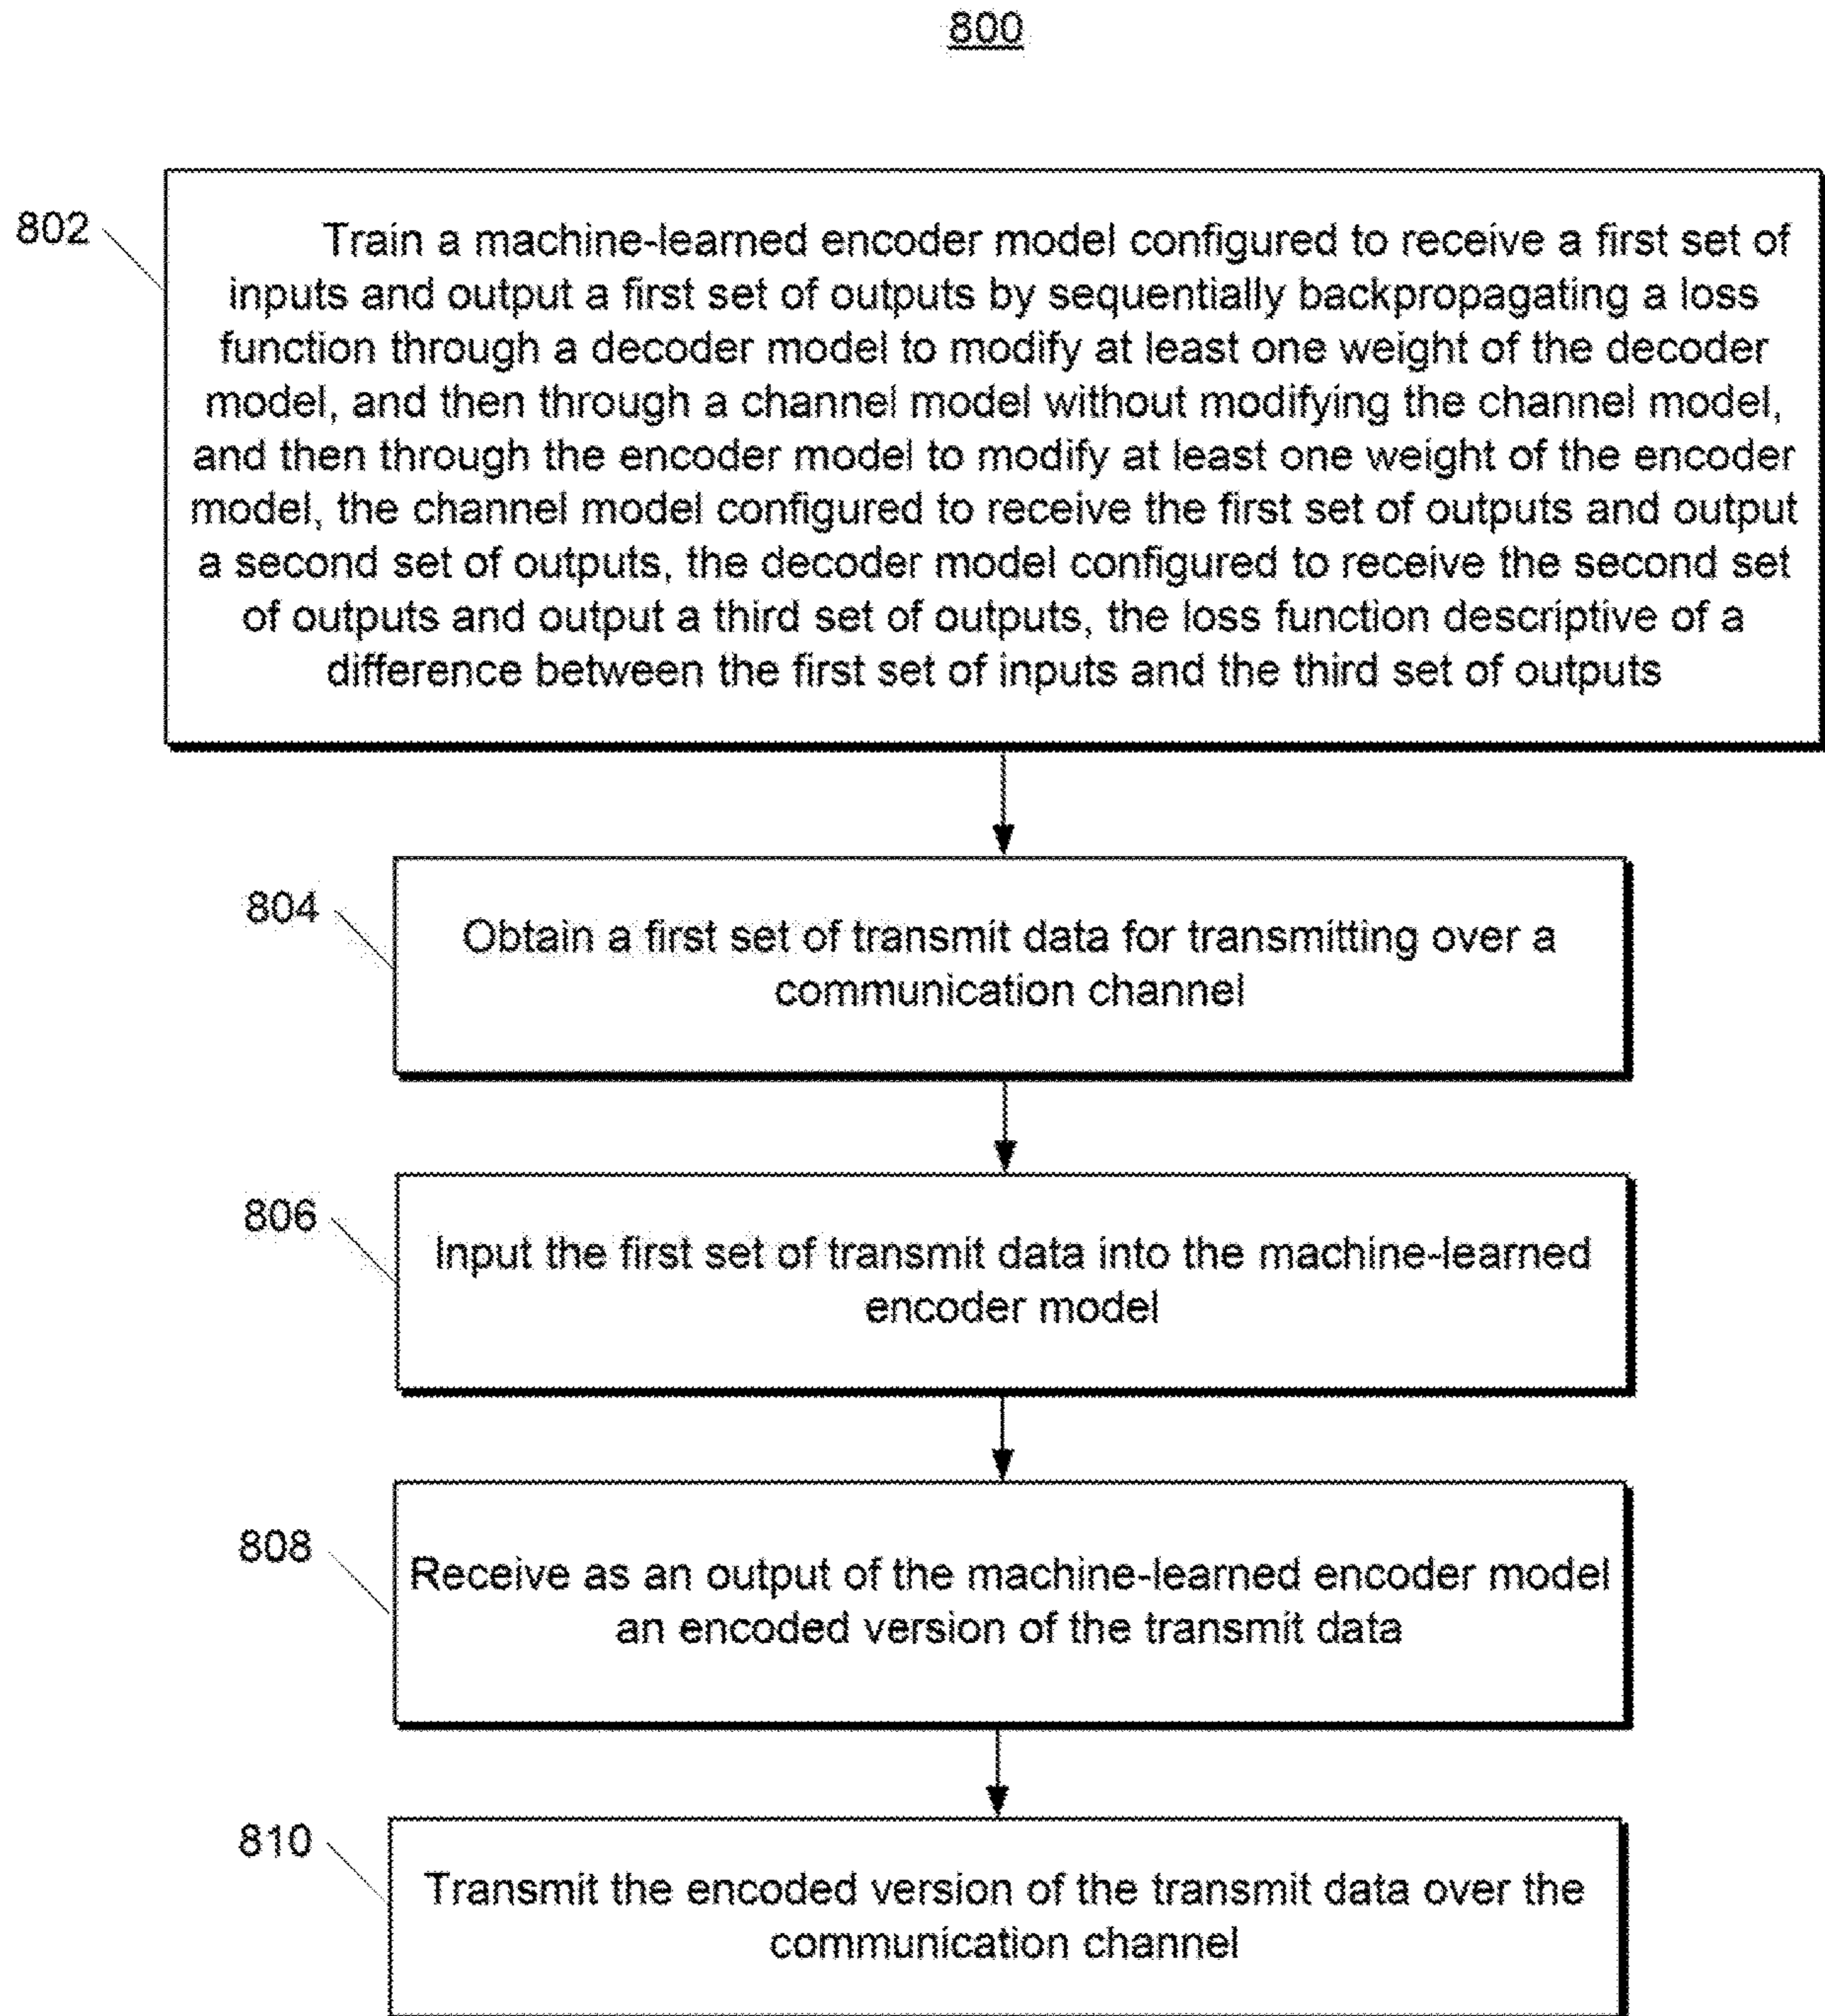 800
802
Train a machine-learned encoder model configured to receive a first set of
inputs and output a first set of outputs by sequentially backpropagating a loss
function through a decoder model to modify at least one weight of the decoder
model, and then through a channel model without modifying the channel model,
and then through the encoder model to modify at least one weight of the encoder
model, the channel model configured to receive the first set of outputs and output
a second set of outputs, the decoder model configured to receive the second set
of outputs and output a third set of outputs, the loss function descriptive of a
difference between the first set of inputs and the third set of outputs
804
Obtain a first set of transmit data for transmitting over a
communication channel
806
Input the first set of transmit data into the machine-learned
encoder model
808
Receive as an output of the machine-learned encoder model
an encoded version of the transmit data
810
Transmit the encoded version of the transmit data over the
communication channel